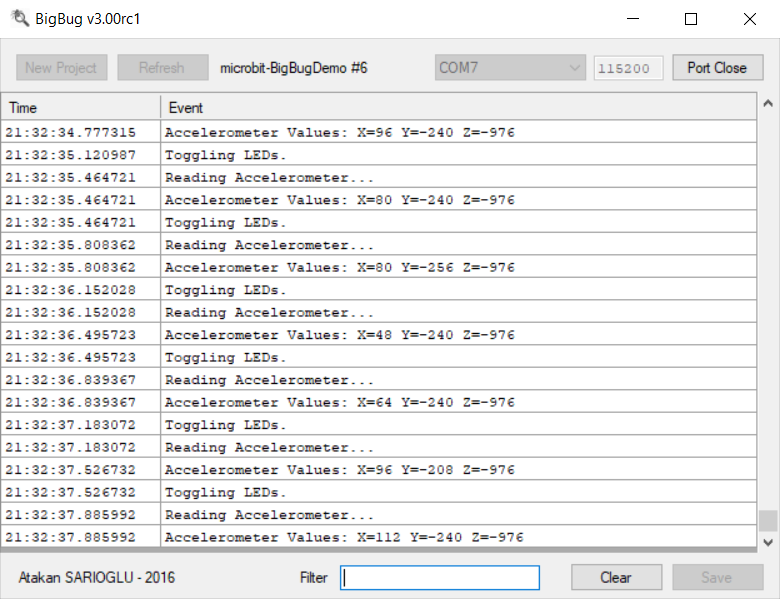 BigBug v3.00rc1
New Project Refresh microbit-BigBugDemo #6 COM7 115200 Port Close
Time Event
21:32:34.777315 Accelerometer Values: X=96 Y=-240 Z=-976
21:32:35.120987 Toggling LEDs.
21:32:35.464721 Reading Accelerometer...
21:32:35.464721 Accelerometer Values: X=80 Y=-240 Z=-976
21:32:35.464721 Toggling LEDs.
21:32:35.808362 Reading Accelerometer...
21:32:35.808362 Accelerometer Values: X=80 Y=-256 Z=-976
21:32:36.152028 Toggling LEDs.
21:32:36.152028 Reading Accelerometer...
21:32:36.495723 Accelerometer Values: X=48 Y=-240 Z=-976
21:32:36.495723 Toggling LEDs.
21:32:36.839367 Reading Accelerometer...
21:32:36.839367 Accelerometer Values: X=64 Y=-240 Z=-976
21:32:37.183072 Toggling LEDs.
21:32:37.183072 Reading Accelerometer...
21:32:37.526732 Accelerometer Values: X=96 Y=-208 Z=-976
21:32:37.526732 Toggling LEDs.
21:32:37.885992 Reading Accelerometer...
21:32:37.885992 Accelerometer Values: X=112 Y=-240 Z=-976
Atakan SARIOGLU - 2016 Filter Clear Save